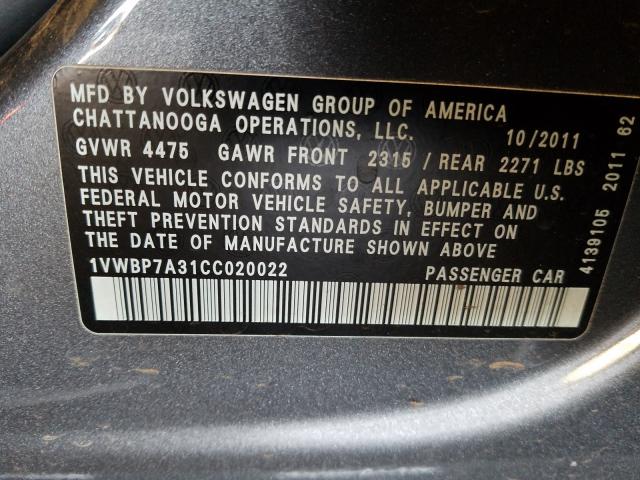 MFD BY VOLKSWAGEN GROUP OF AMERICA
CHATTANOOGA OPERATIONS, LLC. 10/2011
GVWR 4475 GAWR FRONT 2315 / REAR 2271 LBS
THIS VEHICLE CONFORMS TO ALL APPLICABLE U.S.
FEDERAL MOTOR VEHICLE SAFETY, BUMPER AND
THEFT PREVENTION STANDARDS IN EFFECT ON
THE DATE OF MANUFACTURE SHOWN ABOVE
1VWBP7A31CC020022 PASSENGER CAR
4139105 2011 62